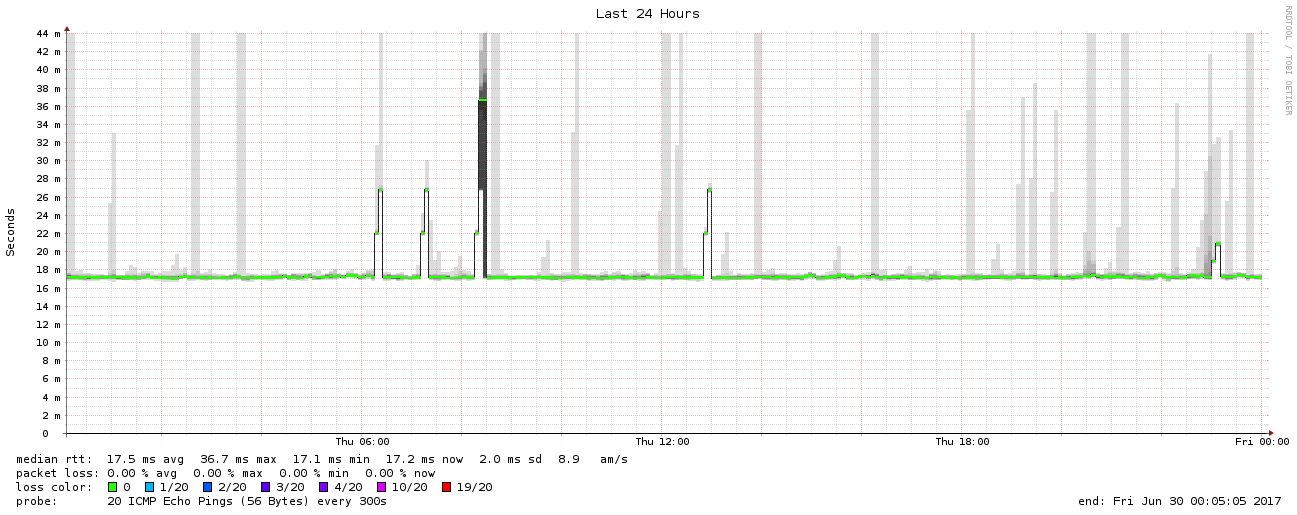 Last 24 Hours
RRDTOOL / TOBI OETIKER
Seconds
44 m
42 m
40 m
38 m
36 m
34 m
32 m
30 m
28 m
26 m
24 m
22 m
20 m
18 m
16 m
14 m
12 m
10 m
8 m
6 m
4 m
2 m
0
Thu 06:00 Thu 12:00 Thu 18:00 Fri 00:00
median rtt: 17.5 ms avg 36.7 ms max 17.1 ms min 17.2 ms now 2.0 ms sd 8.9 am/s
packet loss: 0.00 % avg 0.00 % max 0.00 % min 0.00 % now
loss color: 0 1/20 2/20 3/20 4/20 10/20 19/20
probe: 20 ICMP Echo Pings (56 Bytes) every 300s end: Fri Jun 30 00:05:05 2017